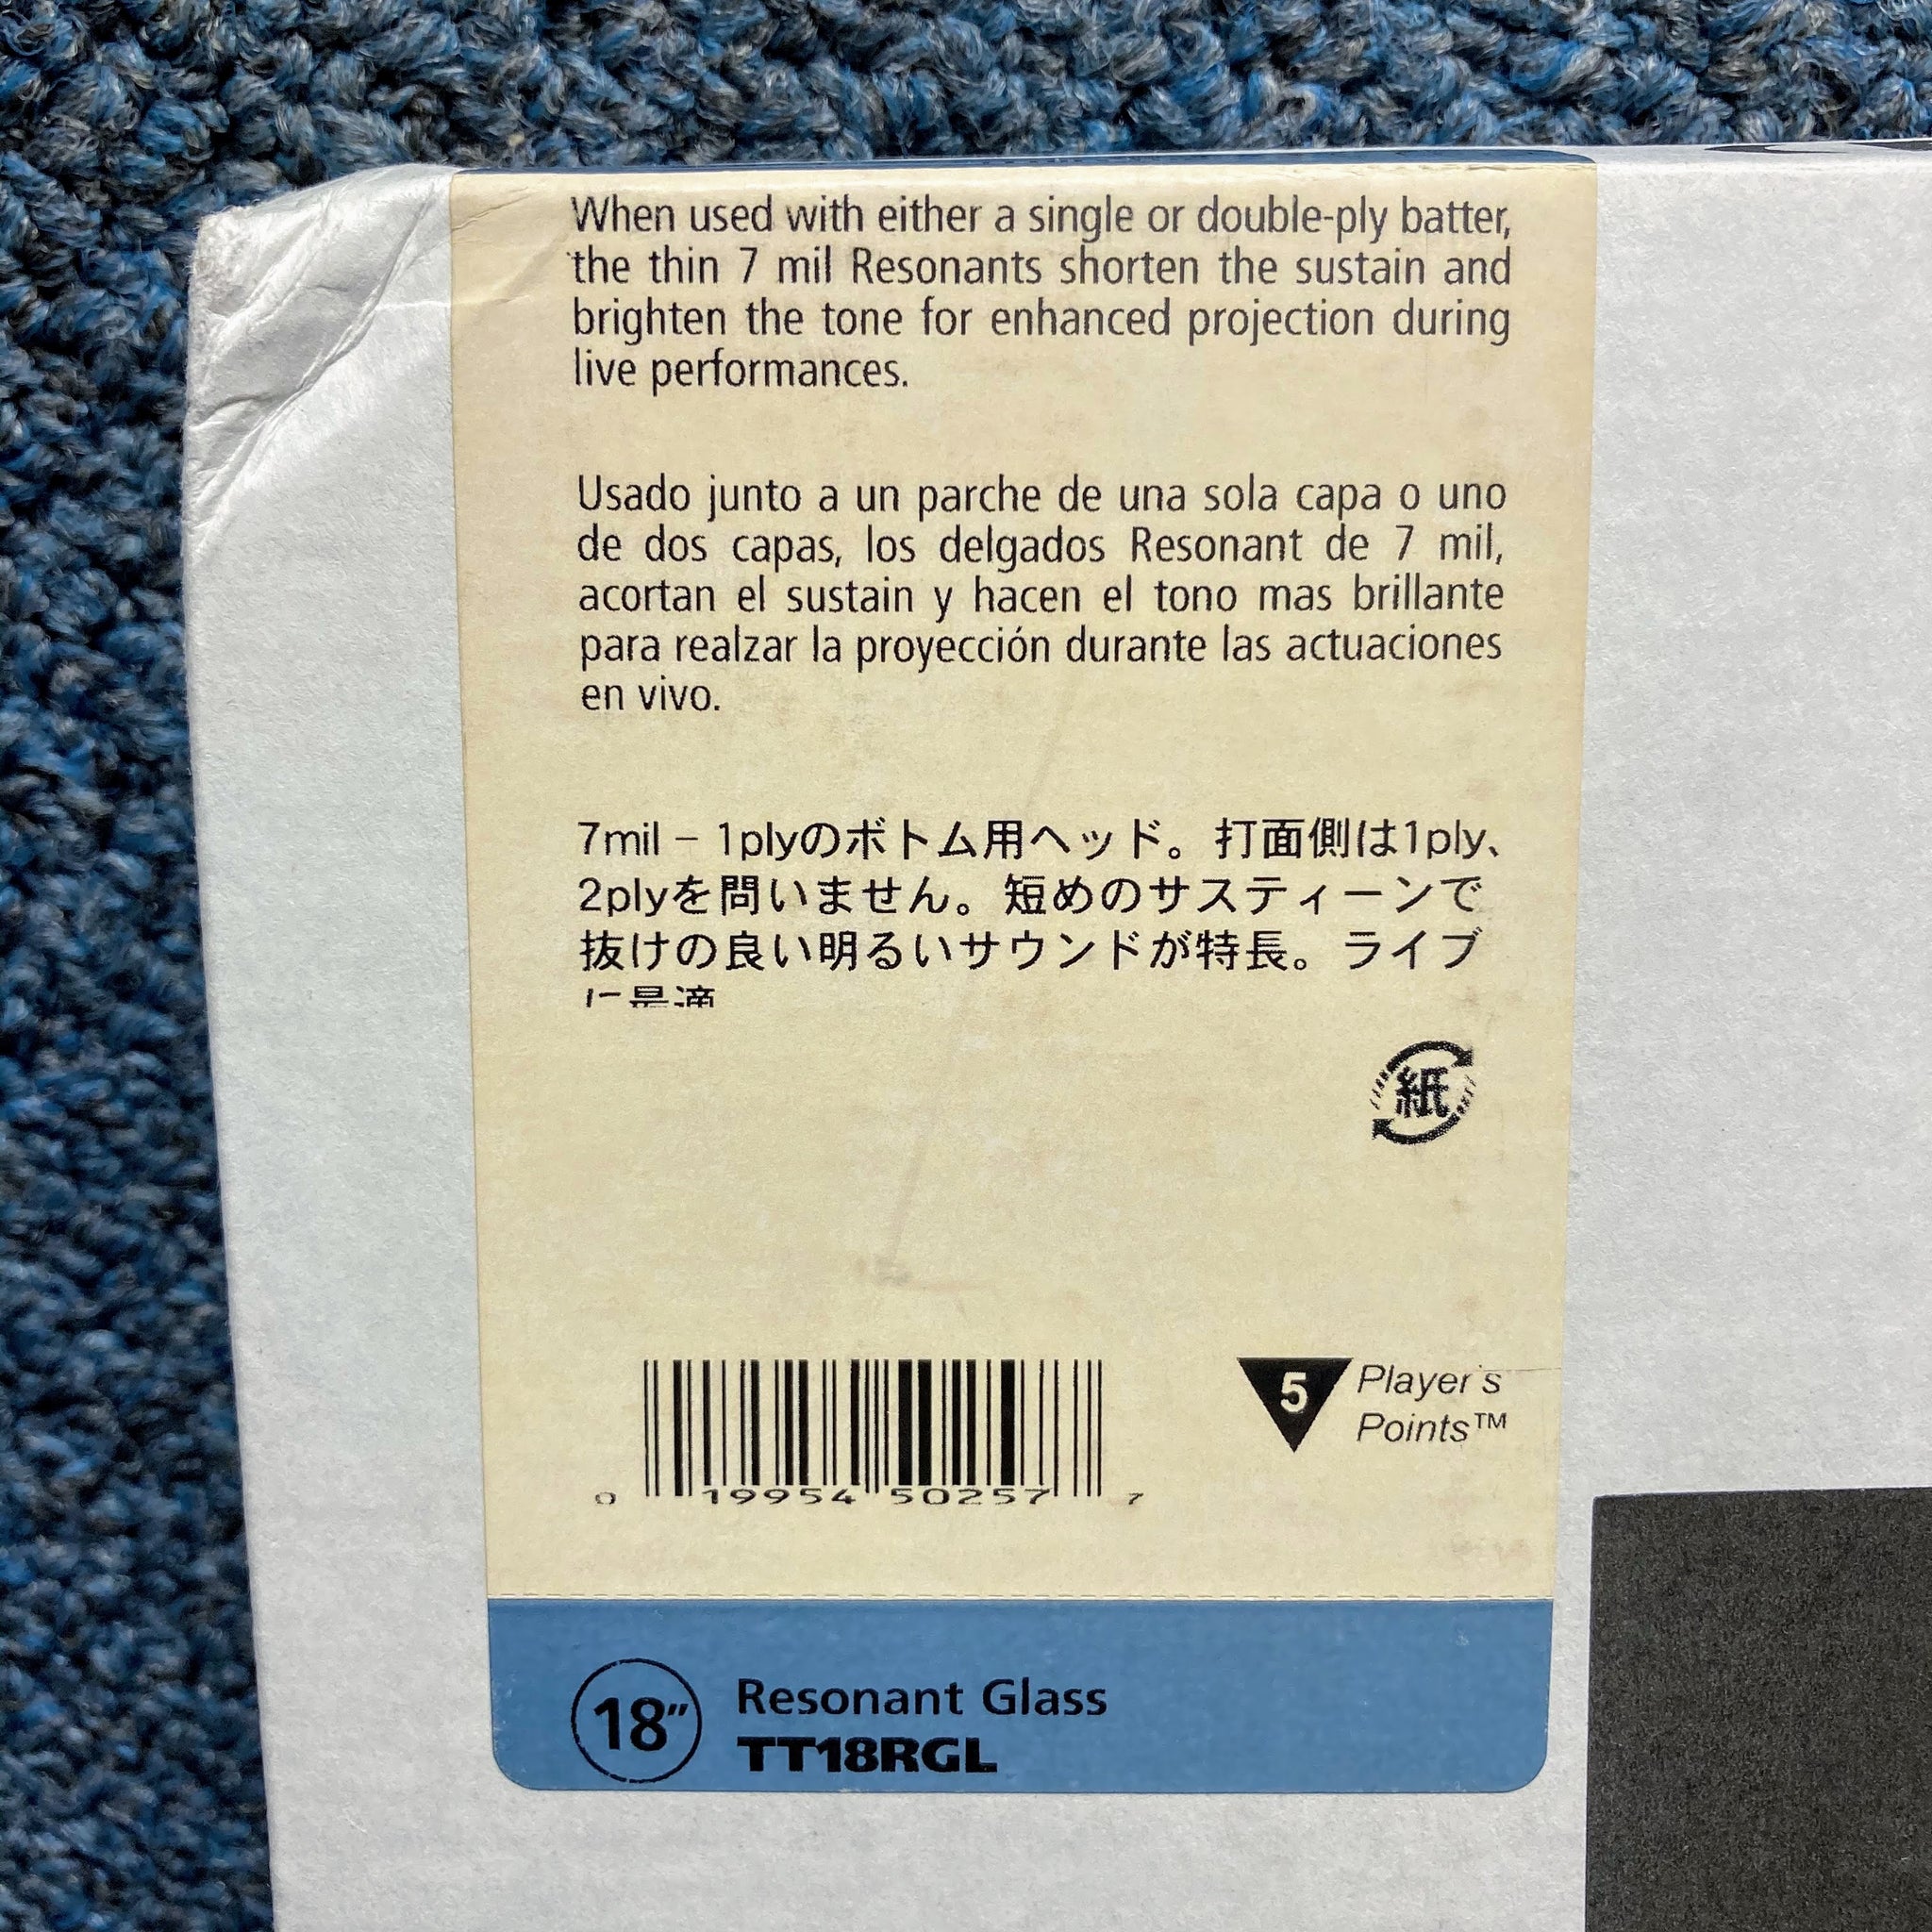 When used with either a single or double-ply batter,
the thin 7 mil Resonants shorten the sustain and
brighten the tone for enhanced projection during
live performances.
Usado junto a un parche de una sola capa o uno
de dos capas, los delgados Resonant de 7 mil,
acortan el sustain y hacen el tono mas brillante
para realzar la proyección durante las actuaciones
en vivo.
7mil – 1plyのボトム用ヘッド。打面側は1ply、
2plyを問いません。短めのサスティーンで
抜けの良い明るいサウンドが特長。ライブ
に最適
紙
5 Player's
Points™
0 19954 50257 7
18" Resonant Glass
TT18RGL